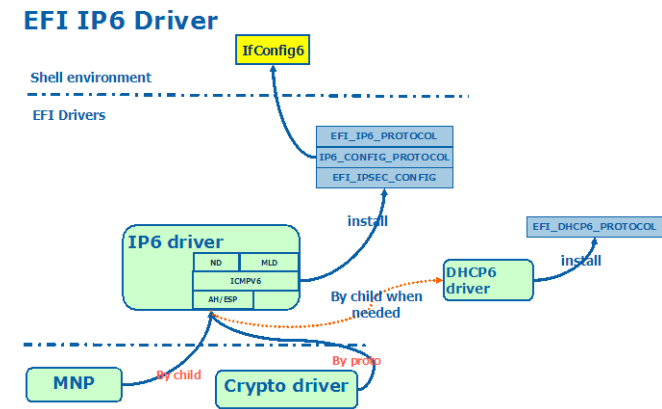 EFI IP6 Driver
IfConfig6
Shell environment
EFI Drivers
EFI_IP6_PROTOCOL
IP6_CONFIG_PROTOCOL
EFI_IPSEC_CONFIG
install
EFI_DHCP6_PROTOCOL
install
IP6 driver
ND
MLD
ICMPV6
AH/ESP
DHCP6
driver
By child when
needed
By proto
By child
MNP
Crypto driver